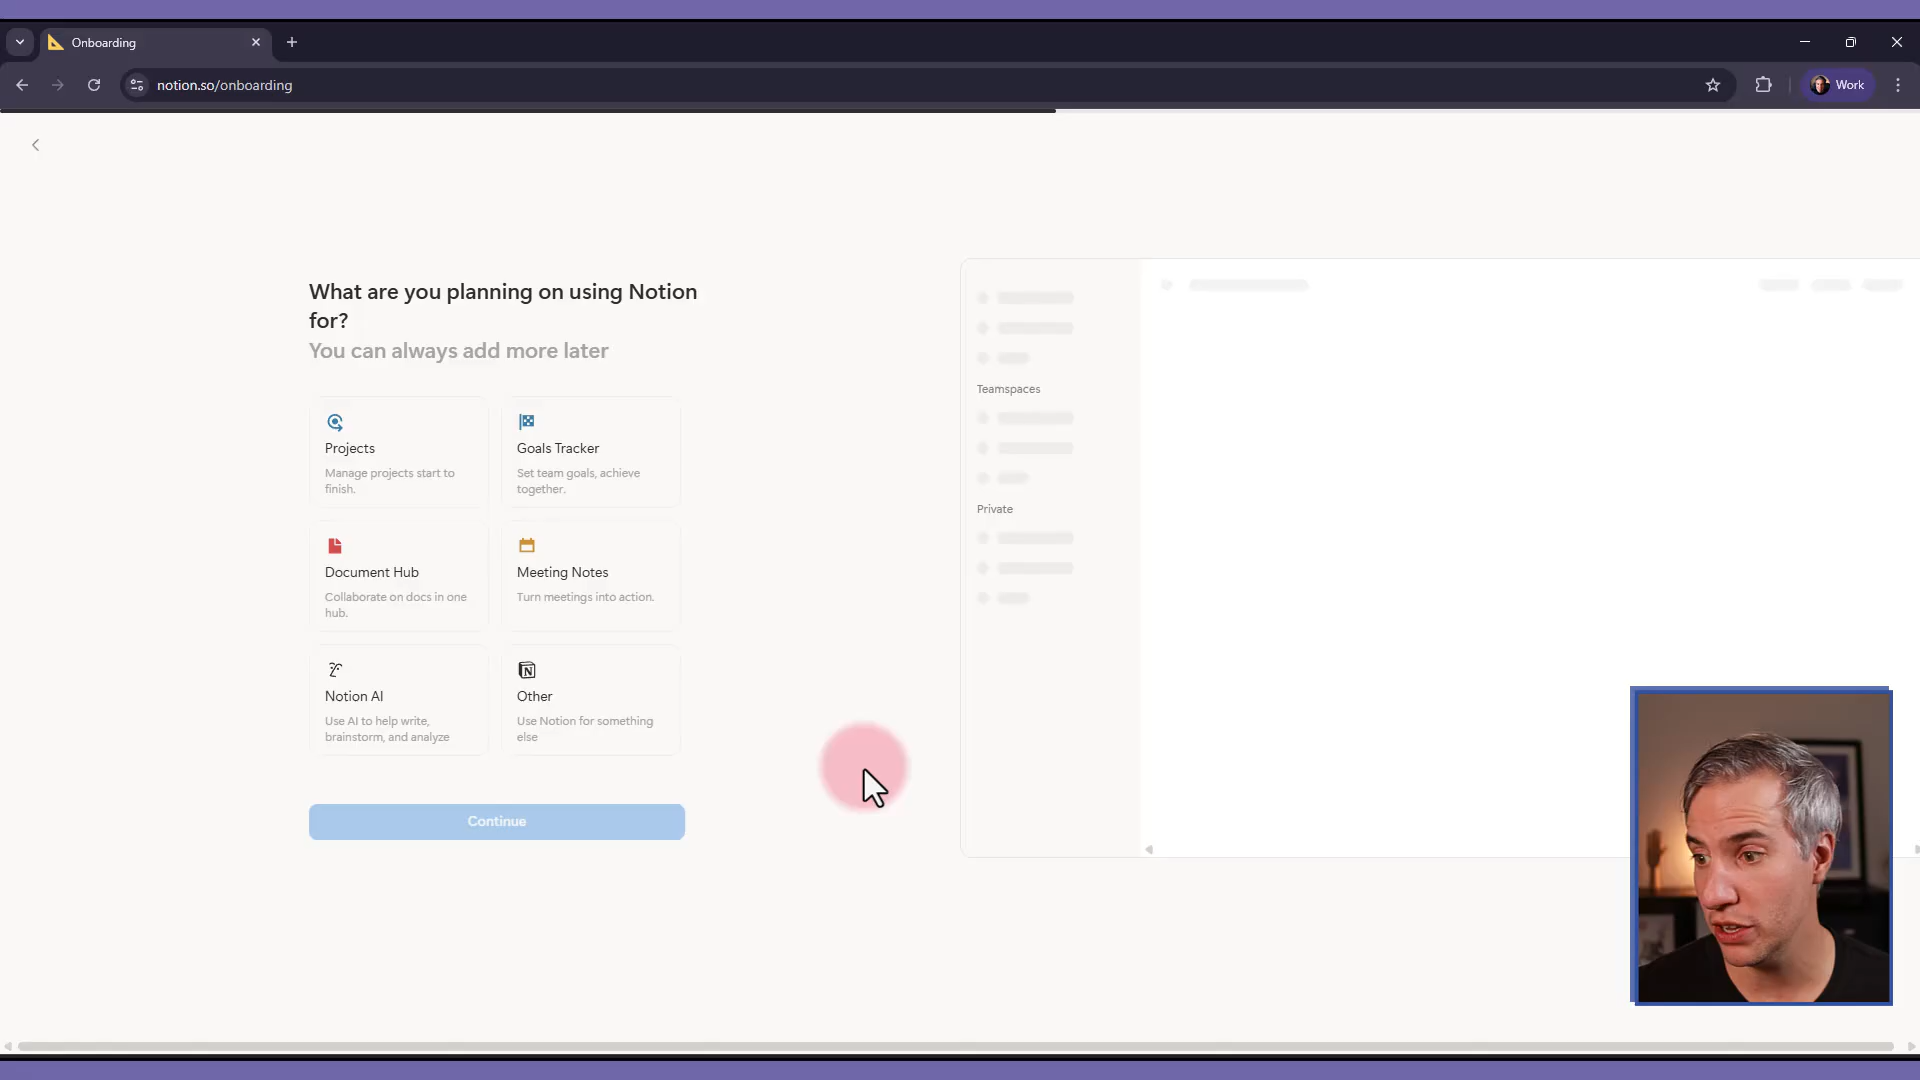 Onboarding
notion.so/onboarding
Work
What are you planning on using Notion
for?
You can always add more later
Projects
Manage projects start to
finish.
Goals Tracker
Set team goals, achieve
together.
Document Hub
Collaborate on docs in one
hub.
Meeting Notes
Turn meetings into action.
Notion AI
Use AI to help write,
brainstorm, and analyze
Other
Use Notion for something
else
Continue
Teamspaces
Private